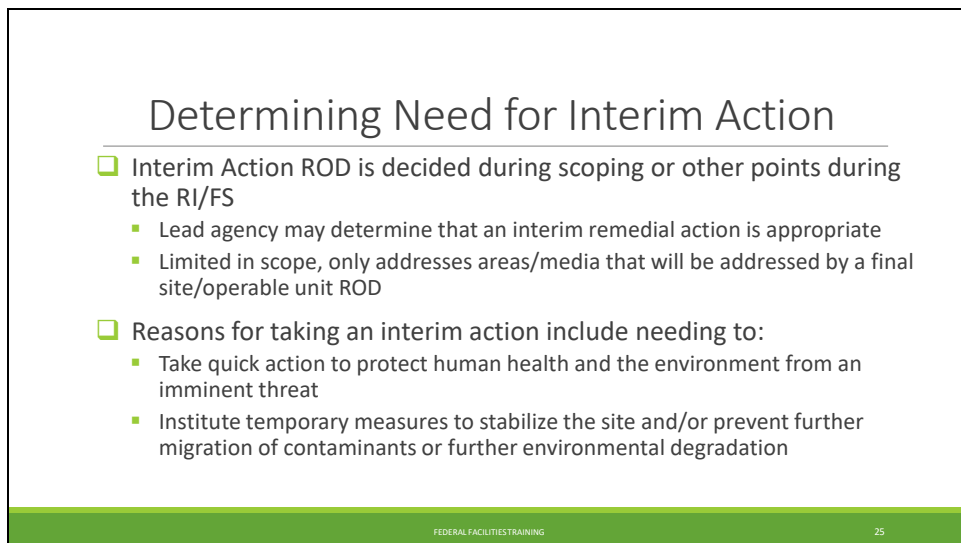 Determining Need for Interim Action
Interim Action ROD is decided during scoping or other points during
the RI/FS
Lead agency may determine that an interim remedial action is appropriate
Limited in scope, only addresses areas/media that will be addressed by a final
site/operable unit ROD
Reasons for taking an interim action include needing to:
Take quick action to protect human health and the environment from an
imminent threat
Institute temporary measures to stabilize the site and/or prevent further
migration of contaminants or further environmental degradation
FEDERAL FACILITIES TRAINING
25